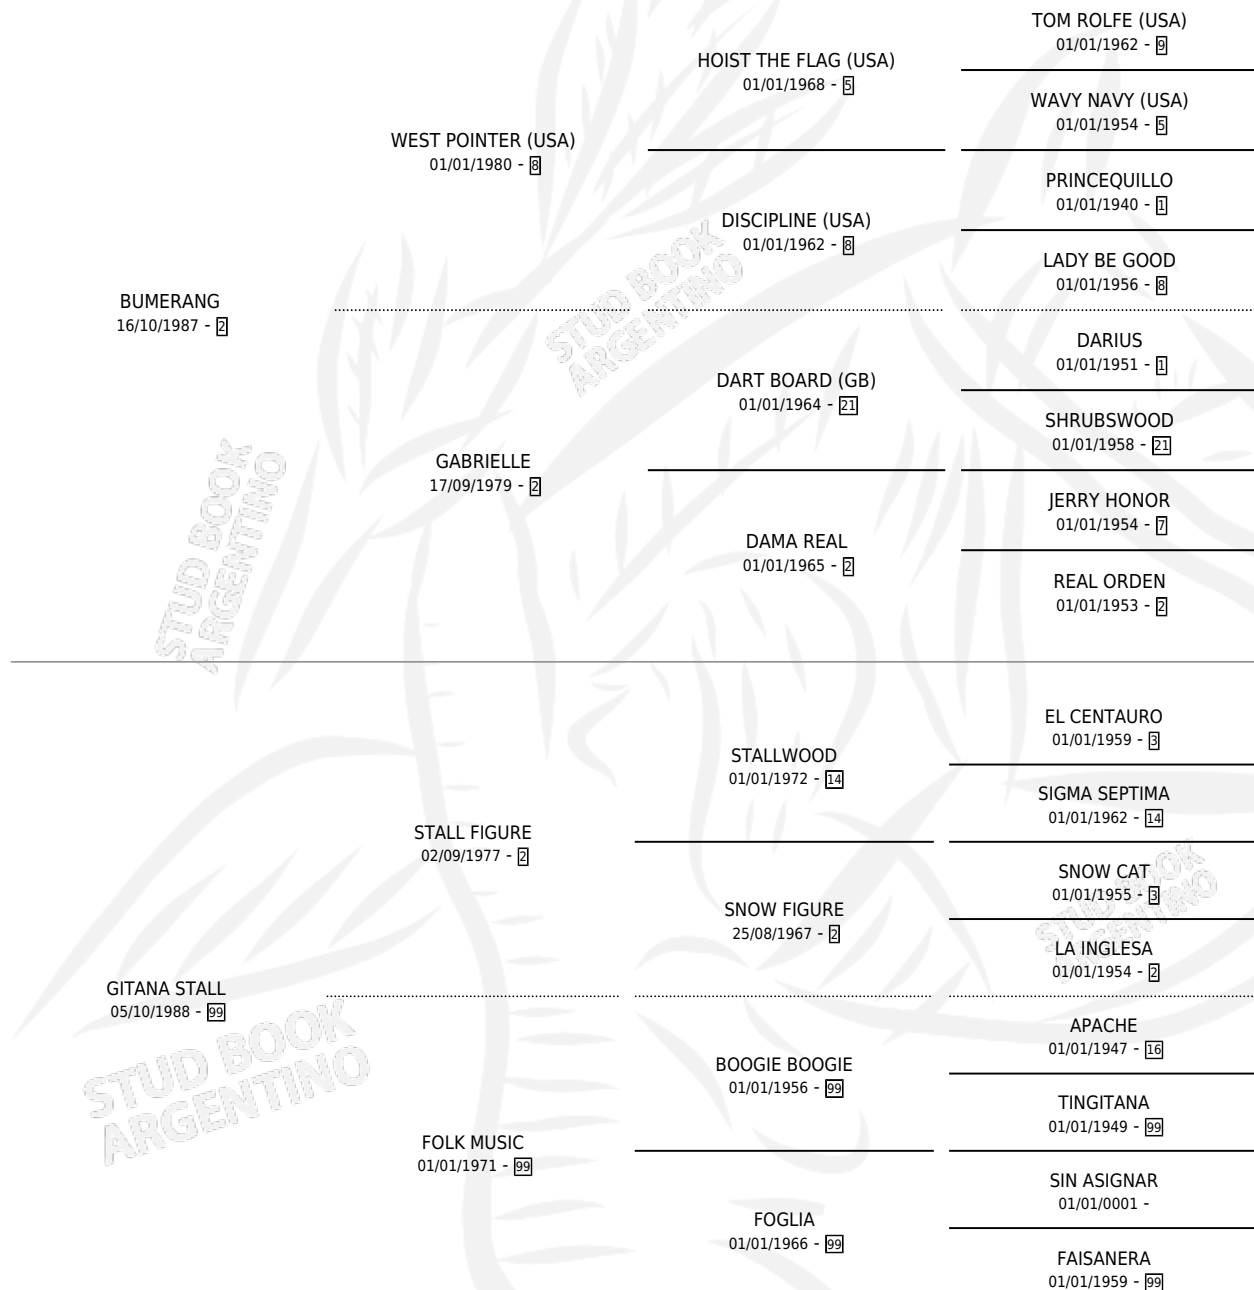 TOM ROLFE (USA)
01/01/1962 - 9
HOIST THE FLAG (USA)
01/01/1968 - 5
WAVY NAVY (USA)
01/01/1954 - 5
WEST POINTER (USA)
01/01/1980 - 8
PRINCEQUILLO
01/01/1940 - 1
DISCIPLINE (USA)
01/01/1962 - 8
LADY BE GOOD
01/01/1956 - 8
BUMERANG
16/10/1987 - 2
DARIUS
01/01/1951 - 1
DART BOARD (GB)
01/01/1964 - 21
SHRUBSWOOD
01/01/1958 - 21
GABRIELLE
17/09/1979 - 2
JERRY HONOR
01/01/1954 - 7
DAMA REAL
01/01/1965 - 2
REAL ORDEN
01/01/1953 - 2
EL CENTAURO
01/01/1959 - 3
STALLWOOD
01/01/1972 - 14
SIGMA SEPTIMA
01/01/1962 - 14
STALL FIGURE
02/09/1977 - 2
SNOW CAT
01/01/1955 - 3
SNOW FIGURE
25/08/1967 - 2
LA INGLESA
01/01/1954 - 2
GITANA STALL
05/10/1988 - 99
APACHE
01/01/1947 - 16
BOOGIE BOOGIE
01/01/1956 - 99
TINGITANA
01/01/1949 - 99
FOLK MUSIC
01/01/1971 - 99
SIN ASIGNAR
01/01/0001 -
FOGLIA
01/01/1966 - 99
FAISANERA
01/01/1959 - 99
STUD BOOK
ARGENTINO
STUD BOOK
ARGENTINO
STUD BOOK
ARGENTINO
STUD BOOK
ARGENTINO